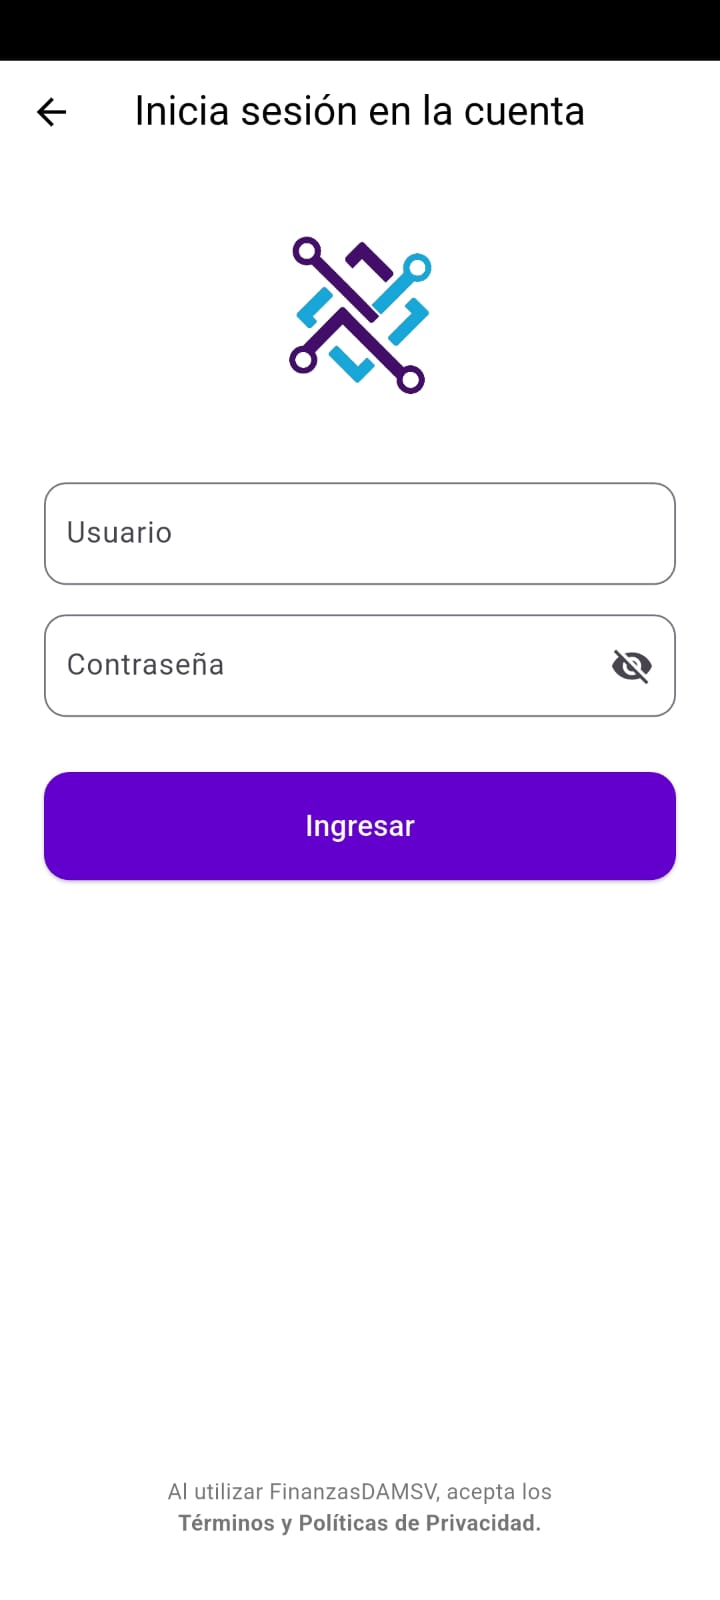 Inicia sesión en la cuenta
Usuario
Contraseña
Ingresar
Al utilizar FinanzasDAMSV, acepta los
Términos y Políticas de Privacidad.